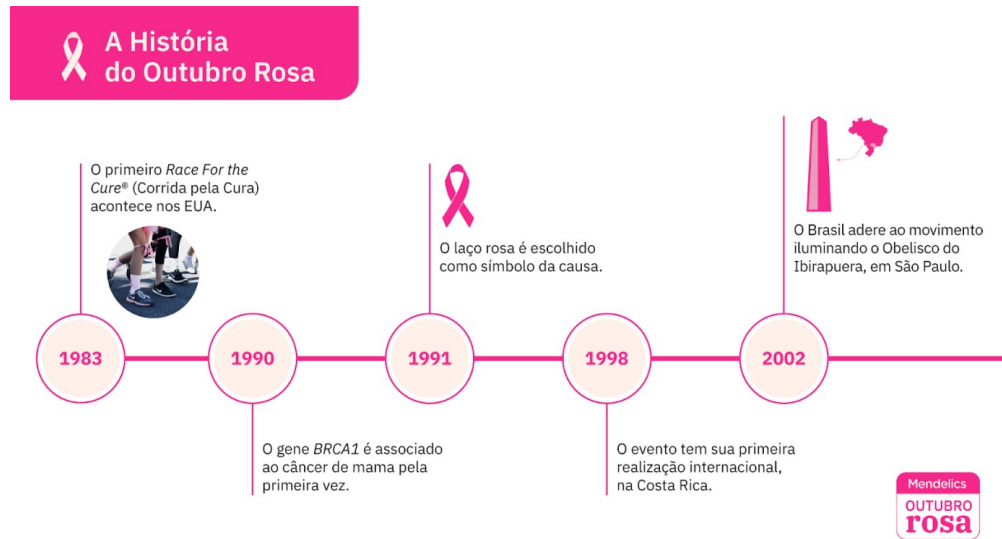 A História
do Outubro Rosa
O primeiro Race For the
Cure® (Corrida pela Cura)
acontece nos EUA.
1983
1990
O gene BRCA1 é associado
ao câncer de mama pela
primeira vez.
O laço rosa é escolhido
como símbolo da causa.
1991
1998
O evento tem sua primeira
realização internacional,
na Costa Rica.
O Brasil adere ao movimento
iluminando o Obelisco do
Ibirapuera, em São Paulo.
2002
Mendelics
OUTUBRO
rosa